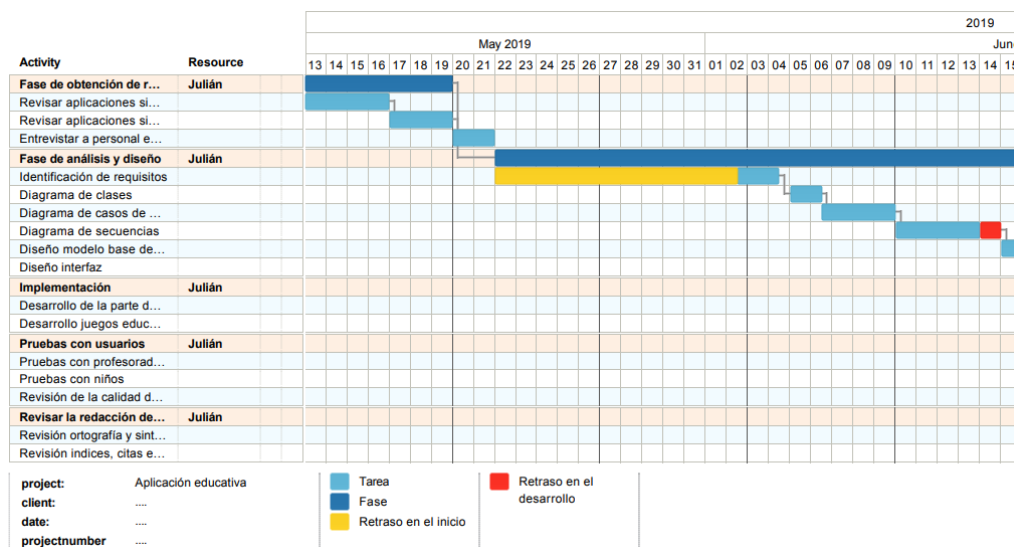 2019
May 2019 Jun
Activity Resource 13 14 15 16 17 18 19 20 21 22 23 24 25 26 27 28 29 30 31 01 02 03 04 05 06 07 08 09 10 11 12 13 14 15
Fase de obtención de r... Julián
Revisar aplicaciones si...
Revisar aplicaciones si...
Entrevistar a personal e...
Fase de análisis y diseño Julián
Identificación de requisitos
Diagrama de clases
Diagrama de casos de ...
Diagrama de secuencias
Diseño modelo base de...
Diseño interfaz
Implementación Julián
Desarrollo de la parte d...
Desarrollo juegos educ...
Pruebas con usuarios Julián
Pruebas con profesorad...
Pruebas con niños
Revisión de la calidad d...
Revisar la redacción de... Julián
Revisión ortografía y sint...
Revisión indices, citas e...
project: Aplicación educativa
client: ....
date: ....
projectnumber ....
Tarea
Fase
Retraso en el inicio
Retraso en el
desarrollo